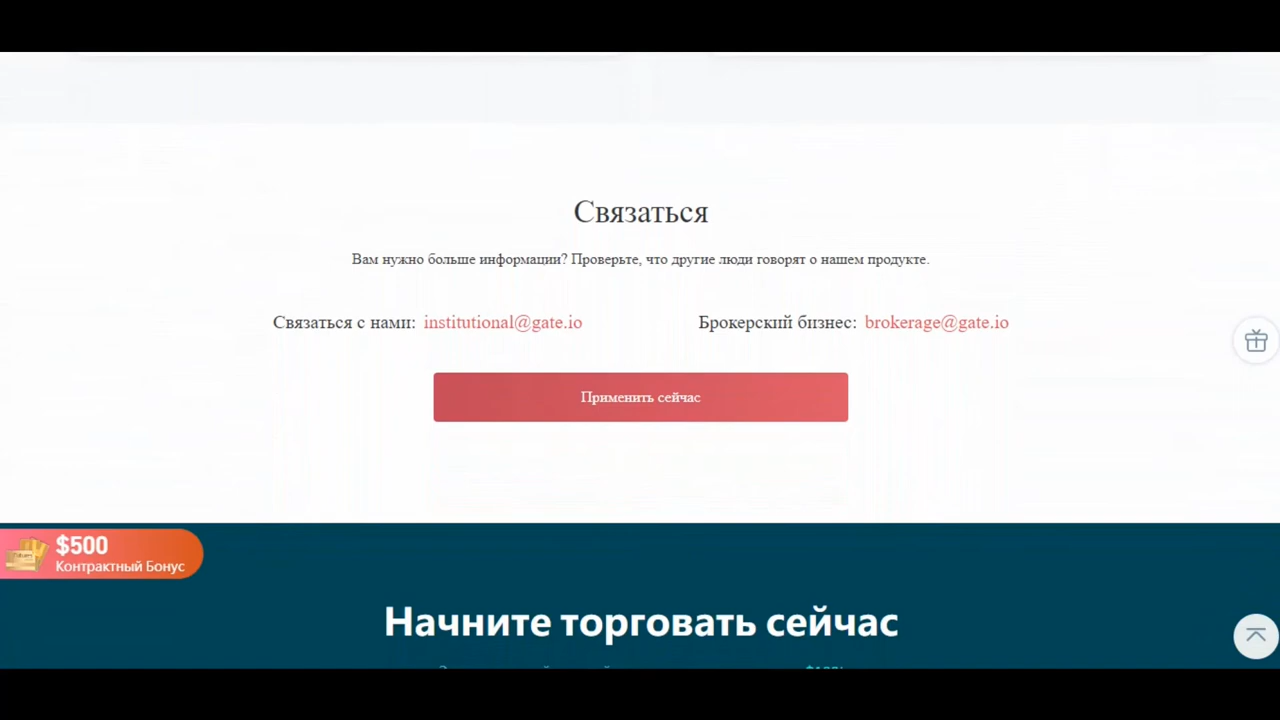 Связаться
Вам нужно больше информации? Проверьте, что другие люди говорят о нашем продукте.
Связаться с нами: institutional@gate.io
Брокерский бизнес: brokerage@gate.io
Применить сейчас
$500
Контрактный Бонус
Начните торговать сейчас